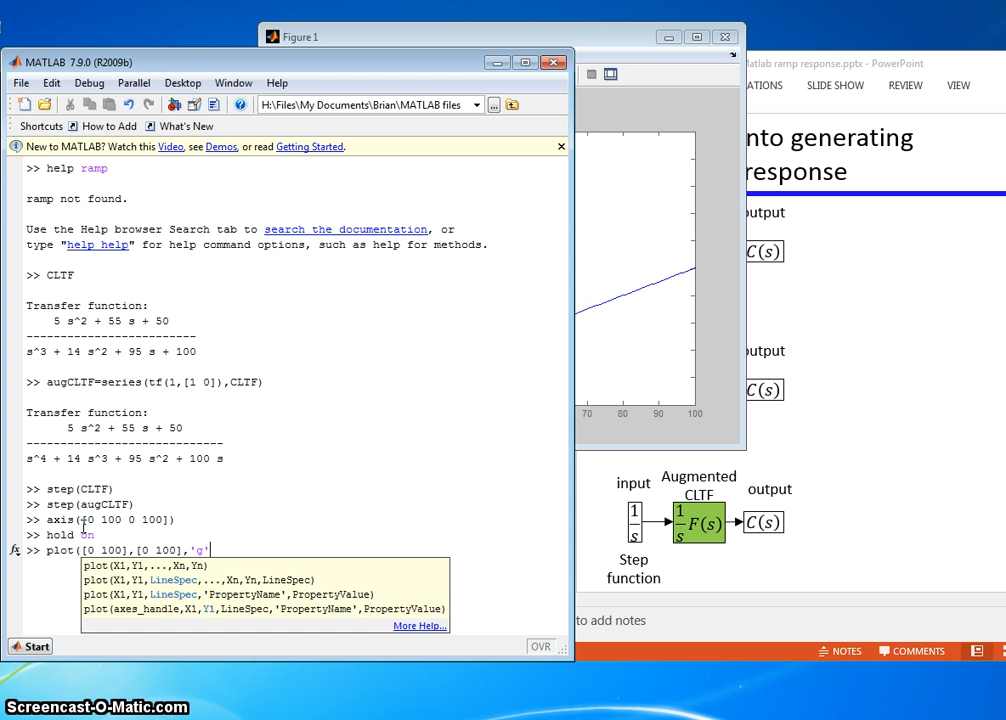 Figure 1
MATLAB 7.9.0 (R2009b)
File Edit Debug Parallel Desktop Window Help
H:\Files\My Documents\Brian\MATLAB files
...
Shortcuts How to Add What's New
New to MATLAB? Watch this Video, see Demos, or read Getting Started.
>> help ramp
ramp not found.
Use the Help browser Search tab to search the documentation, or
type "help help" for help command options, such as help for methods.
>> CLTF
Transfer function:
5 s^2 + 55 s + 50
-------------------------
s^3 + 14 s^2 + 95 s + 100
>> augCLTF=series(tf(1,[1 0]),CLTF)
Transfer function:
5 s^2 + 55 s + 50
-----------------------------
s^4 + 14 s^3 + 95 s^2 + 100 s
>> step(CLTF)
>> step(augCLTF)
>> axis([0 100 0 100])
>> hold on
fx >> plot([0 100],[0 100],'g'
plot(X1,Y1,...,Xn,Yn)
plot(X1,Y1,LineSpec,...,Xn,Yn,LineSpec)
plot(X1,Y1,LineSpec,'PropertyName',PropertyValue)
plot(axes_handle,X1,Y1,LineSpec,'PropertyName',PropertyValue)
More Help...
Start
OVR
70 80 90 100
Matlab ramp response.pptx - PowerPoint
ATIONS SLIDE SHOW REVIEW VIEW
nto generating
response
output
C(s)
output
C(s)
input
Augmented
CLTF
output
1
s
1
s
F(s)
C(s)
Step
function
to add notes
NOTES COMMENTS
Screencast-O-Matic.com